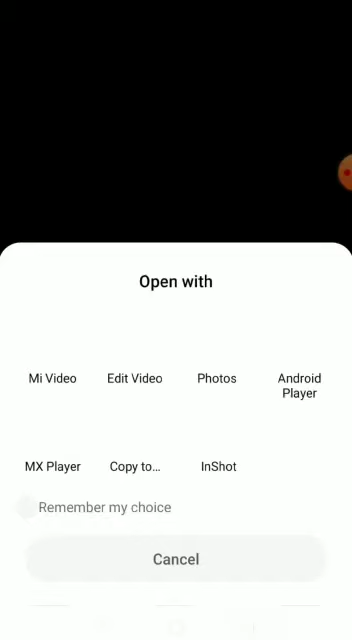 Open with
Mi Video
Edit Video
Photos
Android
Player
MX Player
Copy to...
InShot
Remember my choice
Cancel